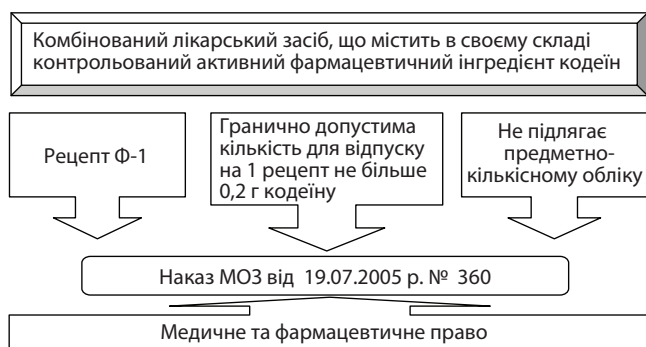 Комбінований лікарський засіб, що містить в своєму складі
контрольований активний фармацевтичний інгредієнт кодеїн
Рецепт Ф-1
Гранично допустима
кількість для відпуску
на 1 рецепт не більше
0,2 г кодеїну
Не підлягає
предметно-
кількісному обліку
Наказ МОЗ від 19.07.2005 р. № 360
Медичне та фармацевтичне право